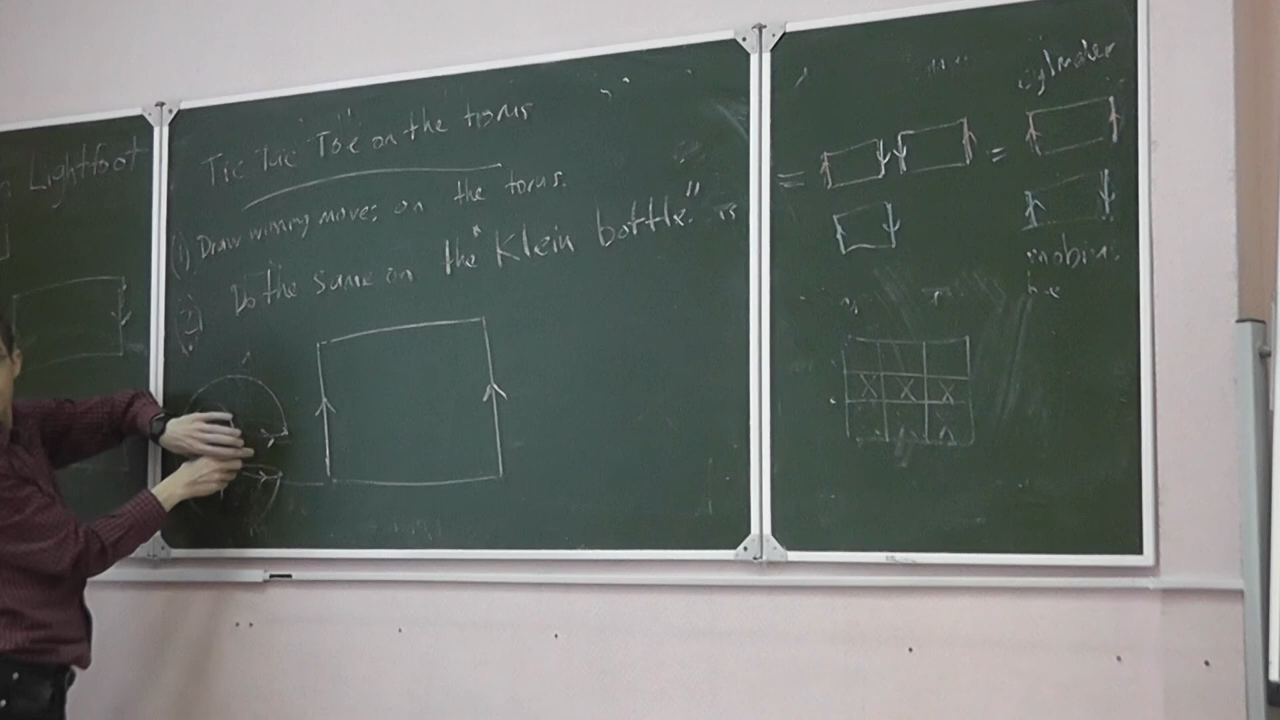 Lightfoot
Tic Tac Toe on the torus
(1) Draw winning moves on the torus.
(2) Do the same on the "Klein bottle." is
= =
cylinder
mobius
X X X